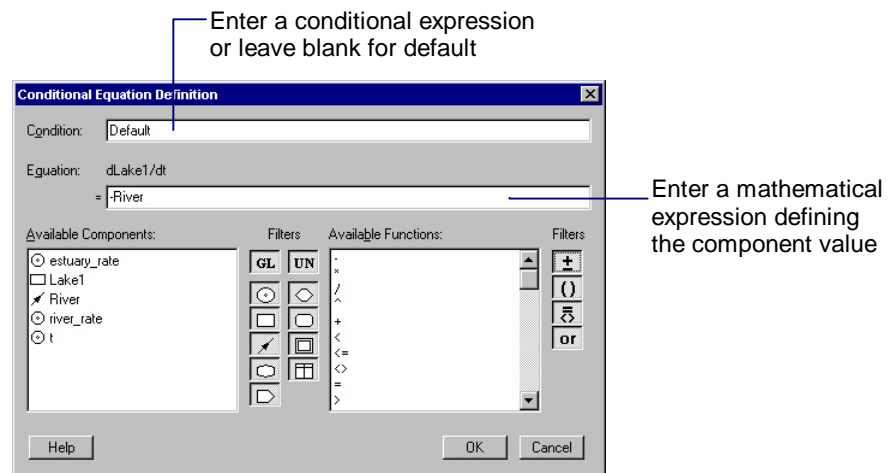 Enter a conditional expression
or leave blank for default
Conditional Equation Definition
Condition: Default
Equation: dLake1/dt
= -River
Enter a mathematical
expression defining
the component value
Available Components: Filters Available Functions: Filters
estuary_rate
Lake1
River
river_rate
t
GL UN
-
*
/
^
+
<
<=
<>
=
>
±
()
=
<>
or
Help OK Cancel